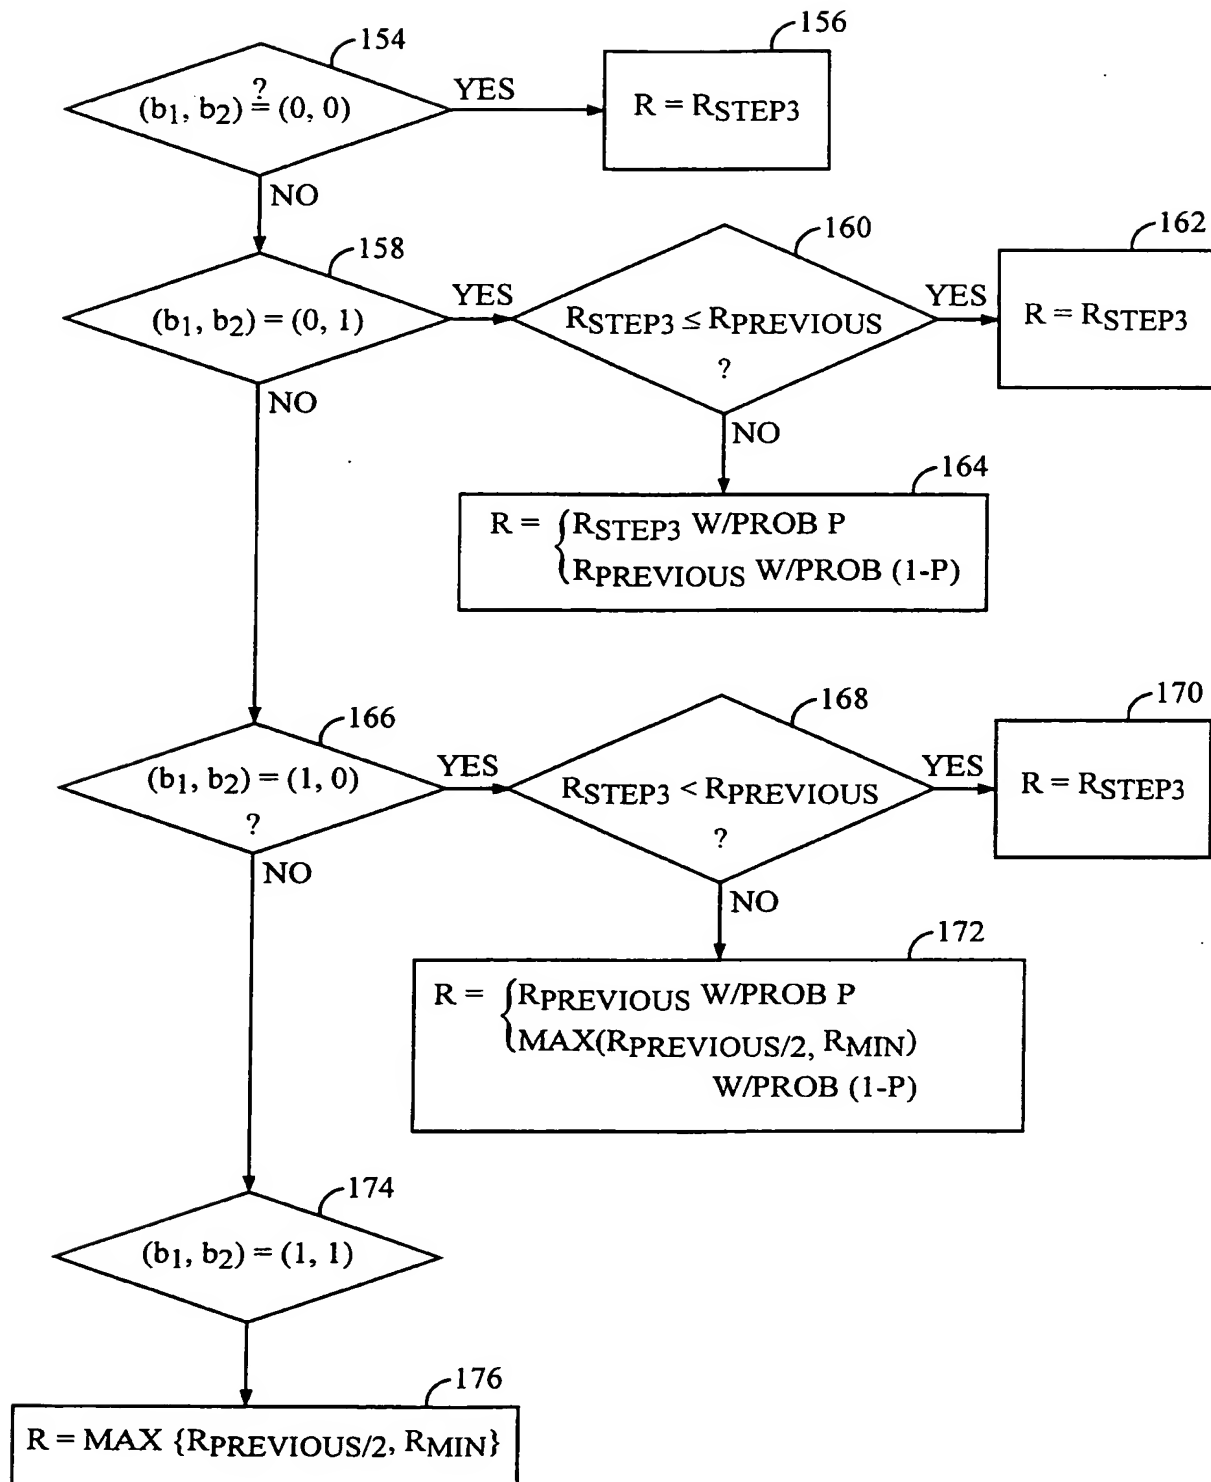 154
156
?
(b1, b2) = (0, 0)
YES
R = RSTEP3
NO
158
160
162
(b1, b2) = (0, 1)
YES
RSTEP3 ≤ RPREVIOUS
?
YES
R = RSTEP3
NO
NO
164
R = { RSTEP3 W/PROB P
RPREVIOUS W/PROB (1-P)
166
168
170
(b1, b2) = (1, 0)
?
YES
RSTEP3 < RPREVIOUS
?
YES
R = RSTEP3
NO
NO
172
R = { RPREVIOUS W/PROB P
MAX(RPREVIOUS/2, RMIN)
W/PROB (1-P)
174
(b1, b2) = (1, 1)
176
R = MAX {RPREVIOUS/2, RMIN}